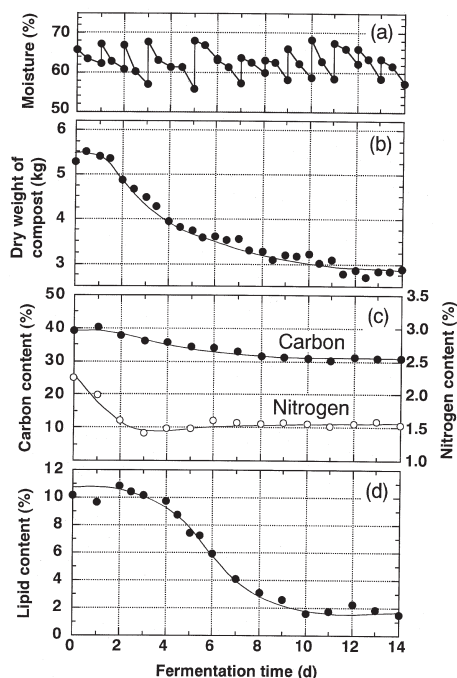 (a)
Moisture (%)
70
60
50
(b)
Dry weight of
compost (kg)
6
5
4
3
(c)
Carbon content (%)
50
40
30
20
10
Carbon
Nitrogen
3.5
3.0
2.5
2.0
1.5
1.0
Nitrogen content (%)
(d)
Lipid content (%)
12
10
8
6
4
2
0
0 2 4 6 8 10 12 14
Fermentation time (d)